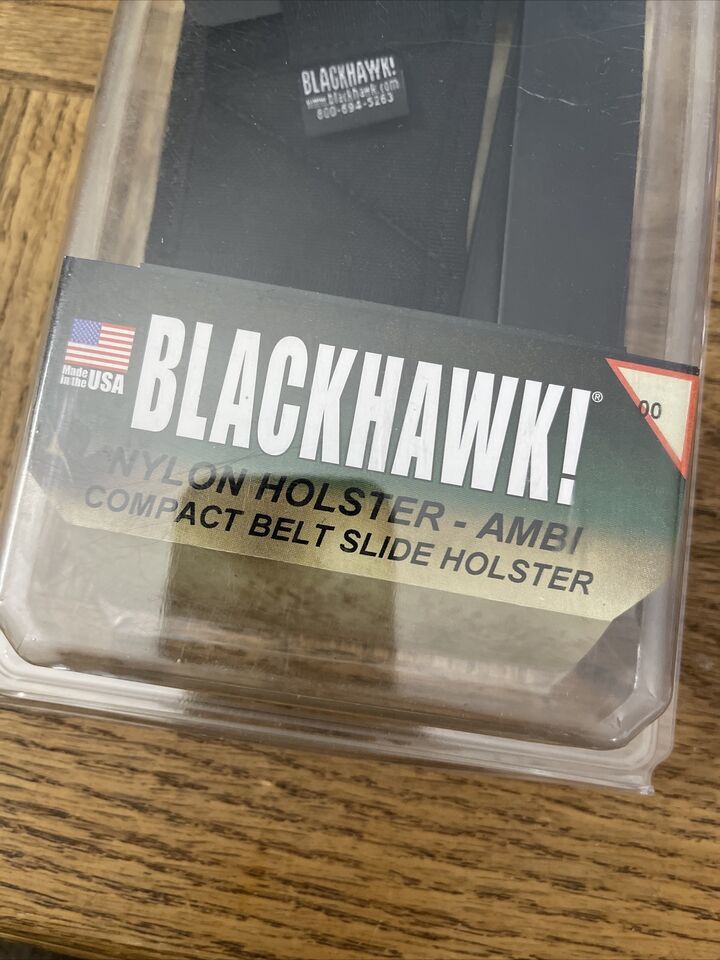 BLACKHAWK!
www.blackhawk.com
800-694-5263
Made
in the USA
BLACKHAWK!®
00
NYLON HOLSTER - AMBI
COMPACT BELT SLIDE HOLSTER